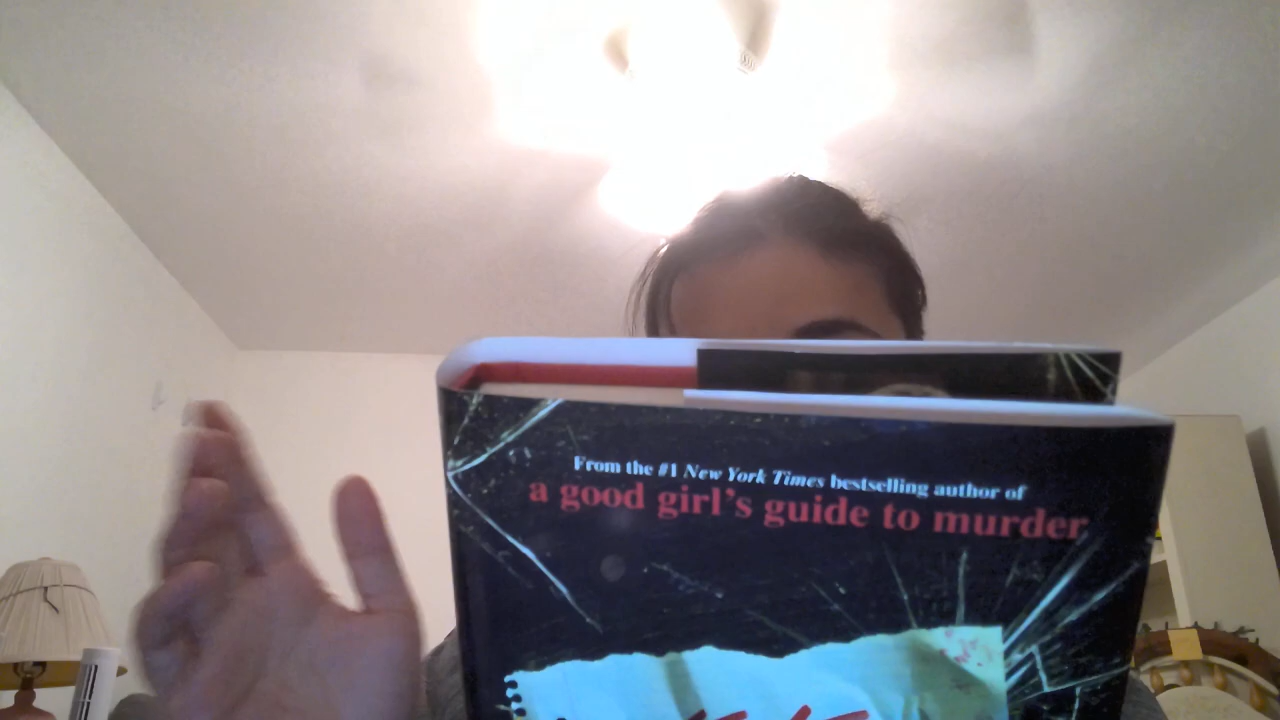 From the #1 New York Times bestselling author of
a good girl's guide to murder